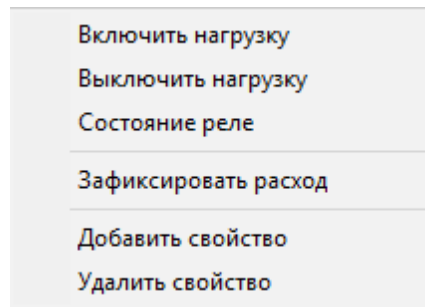 Включить нагрузку
Выключить нагрузку
Состояние реле
Зафиксировать расход
Добавить свойство
Удалить свойство